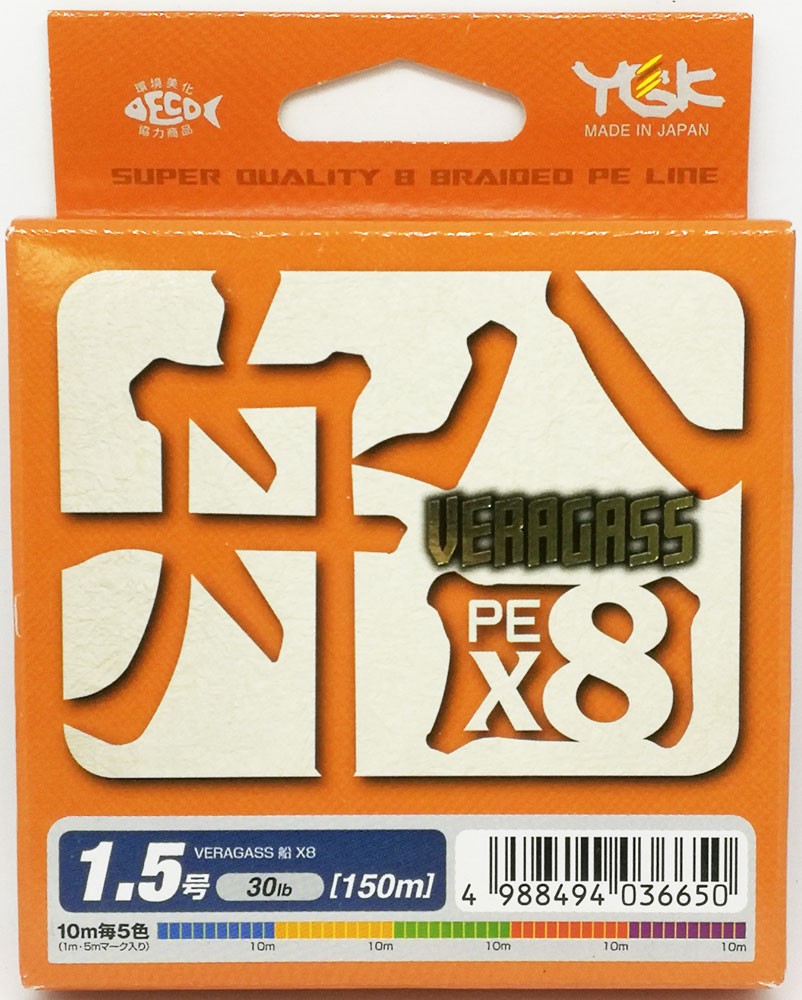 環境美化
DECO
協力商品
YGK
MADE IN JAPAN
SUPER QUALITY 8 BRAIDED PE LINE
船
VERAGASS
PE
X8
1.5号
VERAGASS 船 X8
30lb
[150m]
4 988494 036650
10m毎5色
(1m・5mマーク入り)
10m 10m 10m 10m 10m